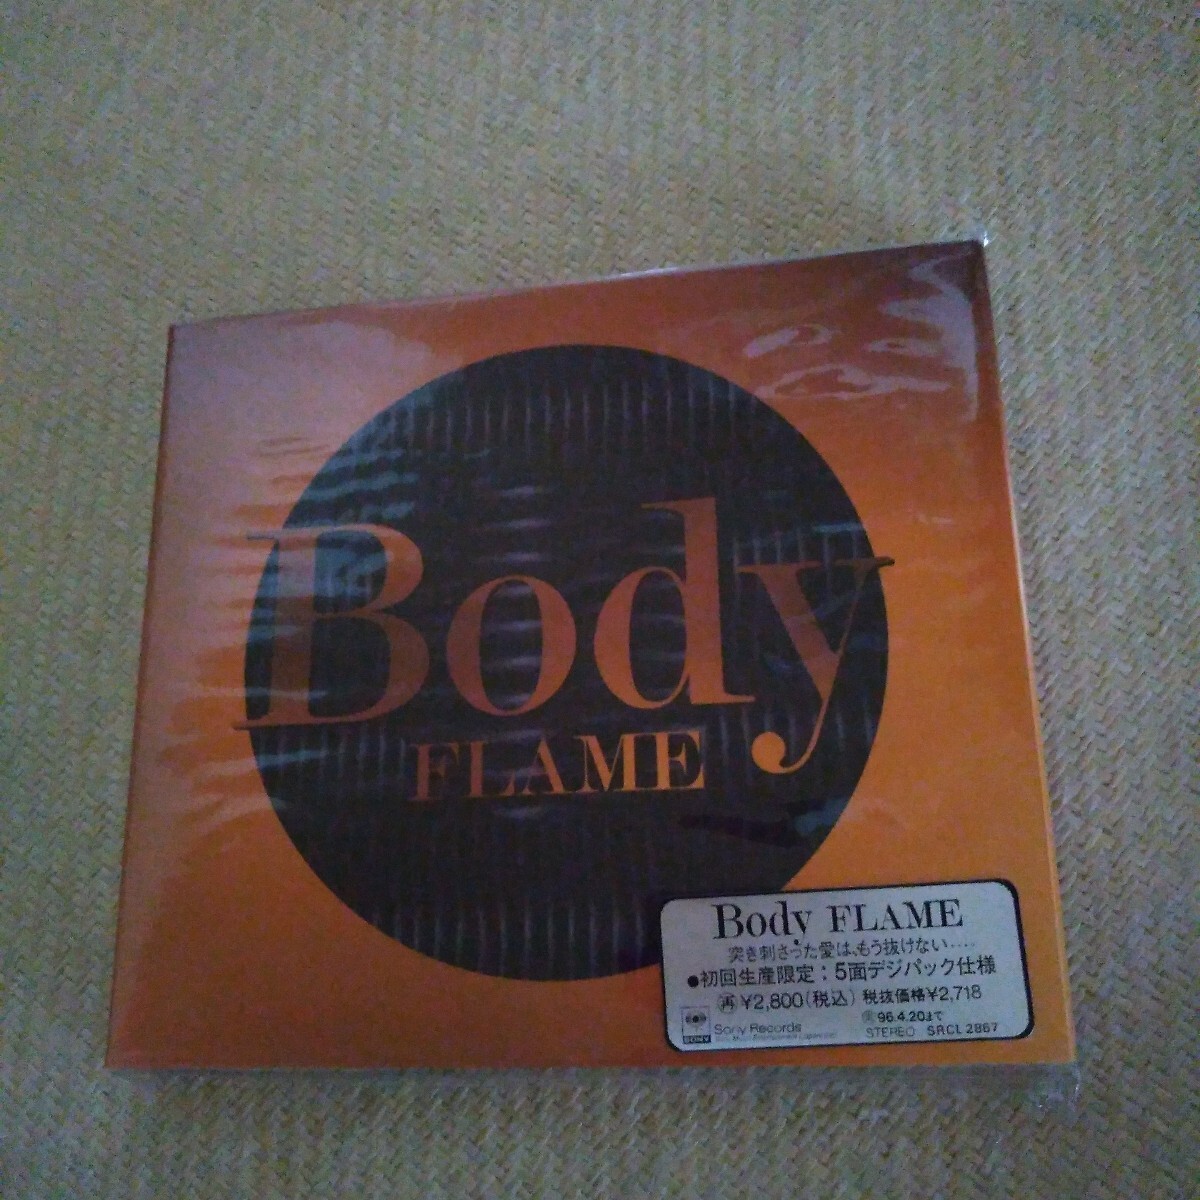 Body
FLAME
Body FLAME
突き刺さった愛は、もう抜けない‥‥
●初回生産限定：5面デジパック仕様
再 ¥2,800(税込) 税抜価格¥2,718
96.4.20まで
SONY Sony Records
STEREO SRCL 2867